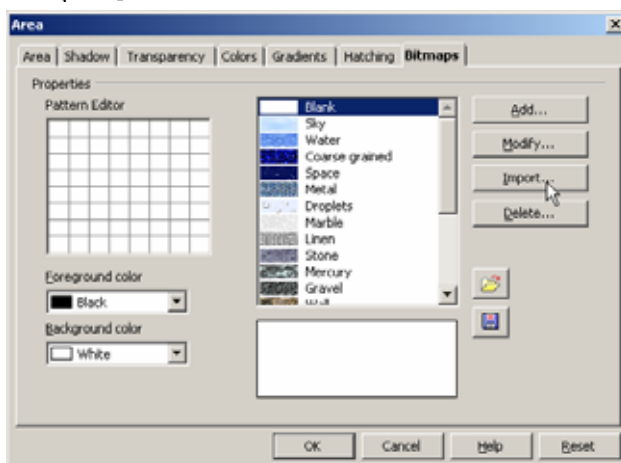 Area
Area Shadow Transparency Colors Gradients Hatching Bitmaps
Properties
Pattern Editor
Blank
Sky
Water
Coarse grained
Space
Metal
Droplets
Marble
Linen
Stone
Mercury
Gravel
Wall
Add...
Modify...
Import...
Delete...
Foreground color
Black
Background color
White
OK Cancel Help Reset